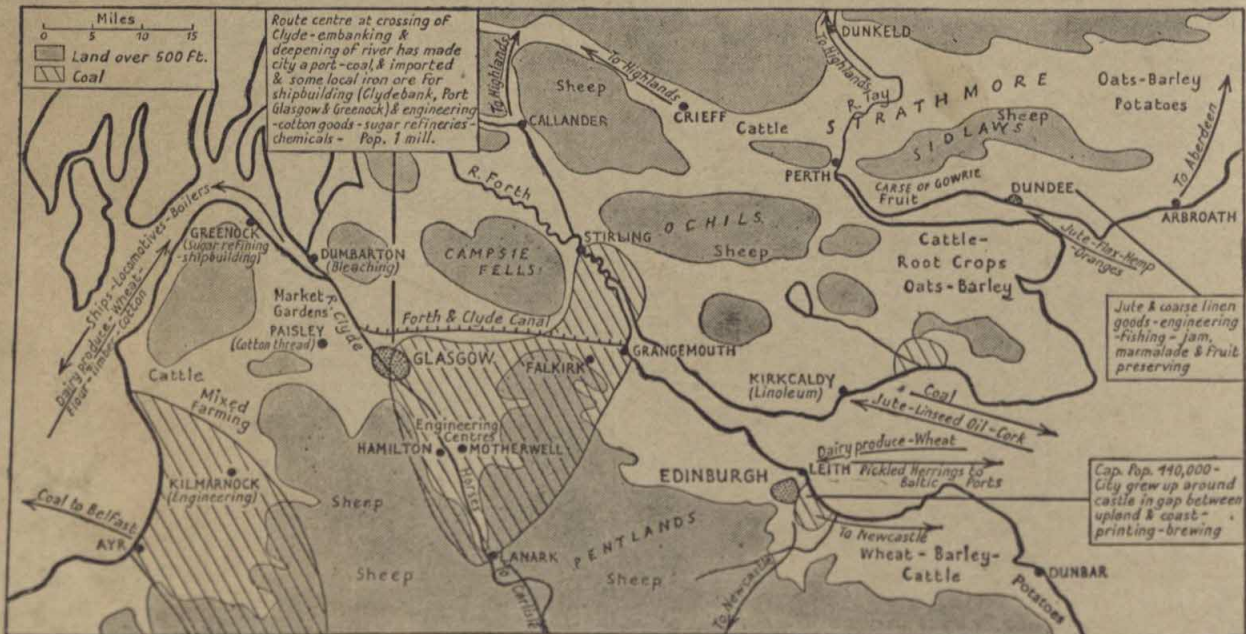 Miles
0 5 10 15
Land over 500 Ft.
Coal
Route centre at crossing of
Clyde-embanking &
deepening of river has made
city a port-coal, & imported
& some local iron ore for
shipbuilding (Clydebank, Port
Glasgow & Greenock) & engineering
-cotton goods-sugar refineries-
chemicals- Pop. 1 mill.
To Highlands
To Highlands
To Highlands
DUNKELD
R. Tay
STRATHMORE
Oats-Barley
Potatoes
Sheep
CRIEFF
Cattle
CALLANDER
Sheep
SIDLAWS
To Aberdeen
PERTH
CARSE OF GOWRIE
Fruit
DUNDEE
ARBROATH
R. Forth
OCHILS
Sheep
STIRLING
Jute-Flax-Hemp
-Oranges
Cattle-
Root Crops
Oats-Barley
Jute & coarse linen
goods-engineering
-fishing-jam,
marmalade & fruit
preserving
Ships-Locomotives-Boilers
Dairy produce-Wheat-
Flour-timber-cotton
GREENOCK
(Sugar refining
-shipbuilding)
DUMBARTON
(Bleaching)
CAMPSIE
FELLS
Market-
Gardens
Clyde
PAISLEY
(Cotton thread)
Forth & Clyde Canal
GLASGOW
FALKIRK
GRANGEMOUTH
KIRKCALDY
(Linoleum)
Coal
Jute-Linseed Oil-Cork
Cattle
Mixed
Farming
Engineering
Centres
HAMILTON
MOTHERWELL
Horses
Dairy produce-Wheat
EDINBURGH
LEITH
Pickled Herrings to
Baltic Ports
Cap. Pop. 440,000-
City grew up around
castle in gap between
upland & coast-
printing-brewing
KILMARNOCK
(Engineering)
Coal to Belfast
AYR
Sheep
Sheep
LANARK
To Carlisle
PENTLANDS
Sheep
To Newcastle
To Newcastle
Wheat-Barley-
Cattle
DUNBAR
Potatoes